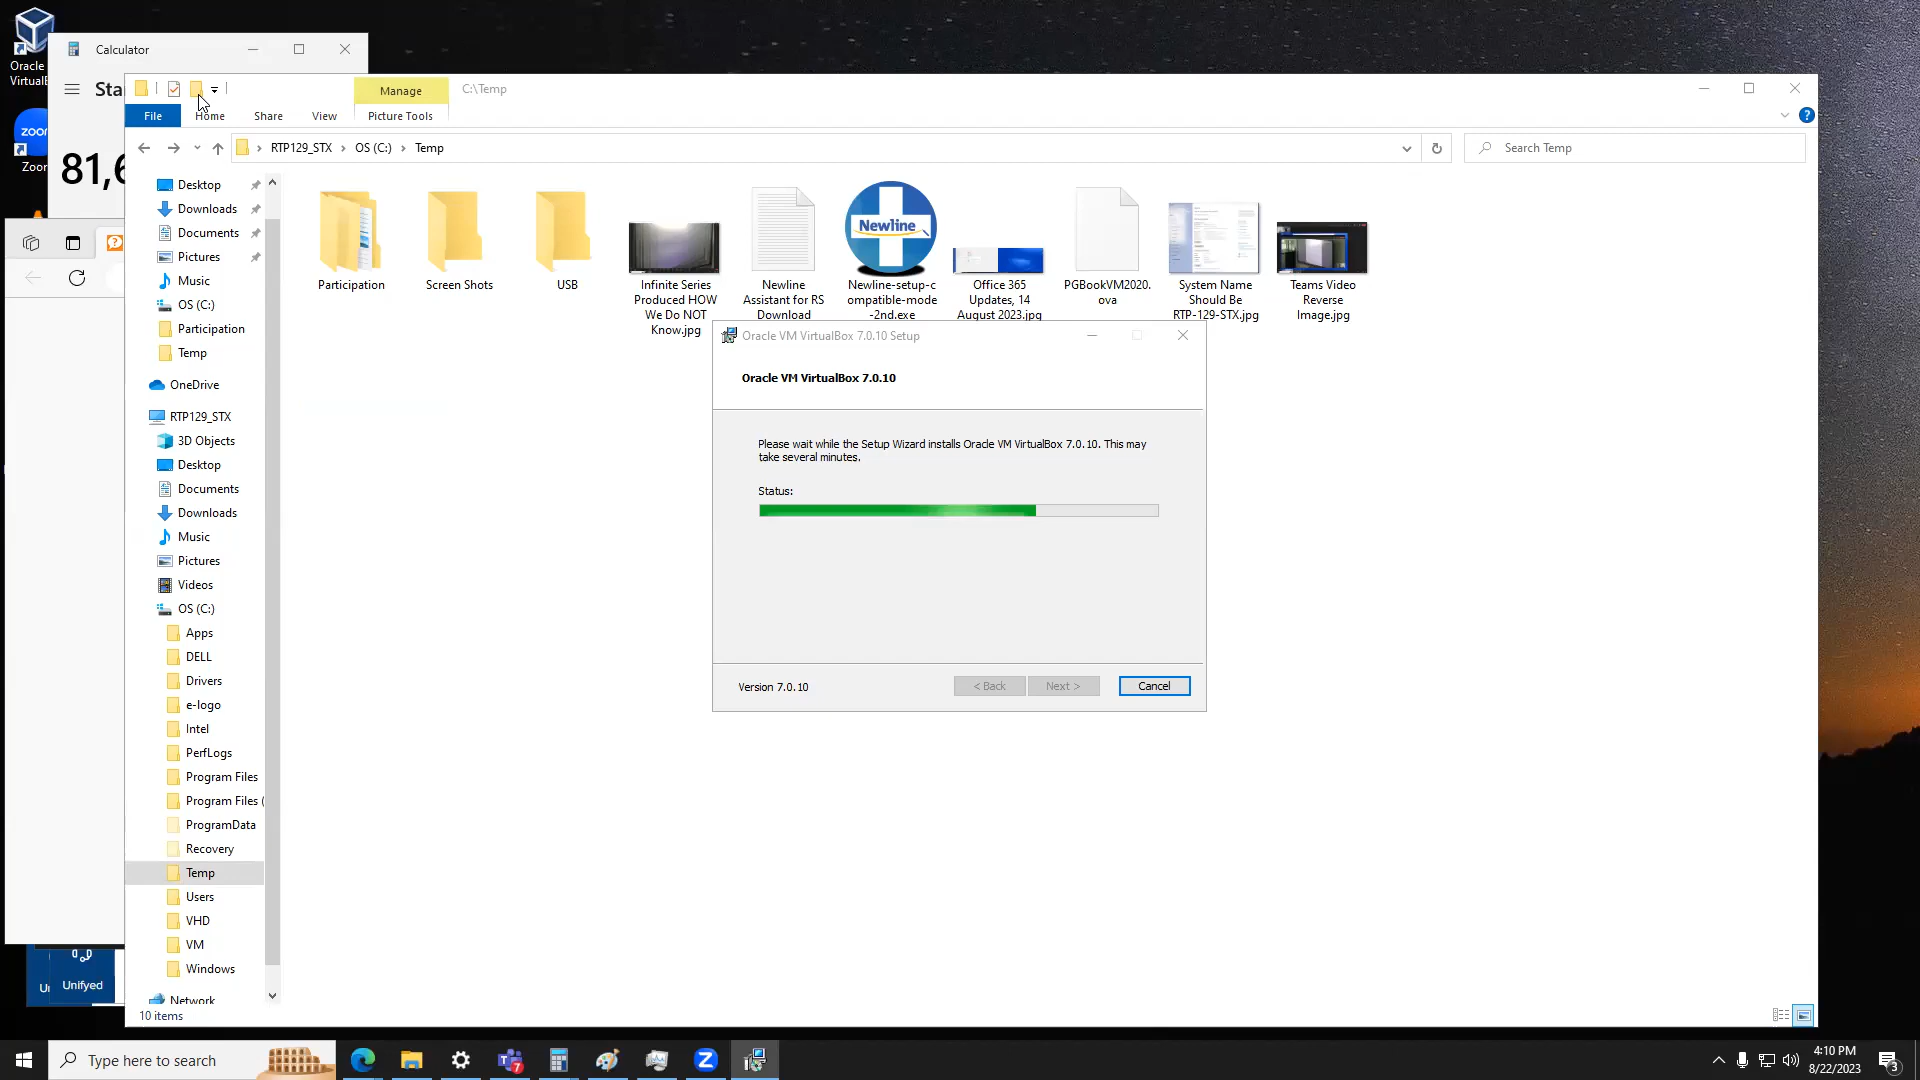 Oracle
VirtualB
Zoor
Calculator
Sta
81,6
Manage
C:\Temp
File
Home
Share
View
Picture Tools
RTP129_STX
OS (C:)
Temp
Search Temp
Desktop
Downloads
Documents
Pictures
Music
OS (C:)
Participation
Temp
OneDrive
RTP129_STX
3D Objects
Desktop
Documents
Downloads
Music
Pictures
Videos
OS (C:)
Apps
DELL
Drivers
e-logo
Intel
PerfLogs
Program Files
Program Files (
ProgramData
Recovery
Temp
Users
VHD
VM
Windows
Network
10 items
Participation
Screen Shots
USB
Infinite Series
Produced HOW
We Do NOT
Know.jpg
Newline
Assistant for RS
Download
Newline
Newline-setup-c
ompatible-mode
-2nd.exe
Office 365
Updates, 14
August 2023.jpg
PGBookVM2020.
ova
System Name
Should Be
RTP-129-STX.jpg
Teams Video
Reverse
Image.jpg
Oracle VM VirtualBox 7.0.10 Setup
Oracle VM VirtualBox 7.0.10
Please wait while the Setup Wizard installs Oracle VM VirtualBox 7.0.10. This may
take several minutes.
Status:
Version 7.0.10
< Back
Next >
Cancel
Unifyed
Type here to search
7
4:10 PM
8/22/2023
3